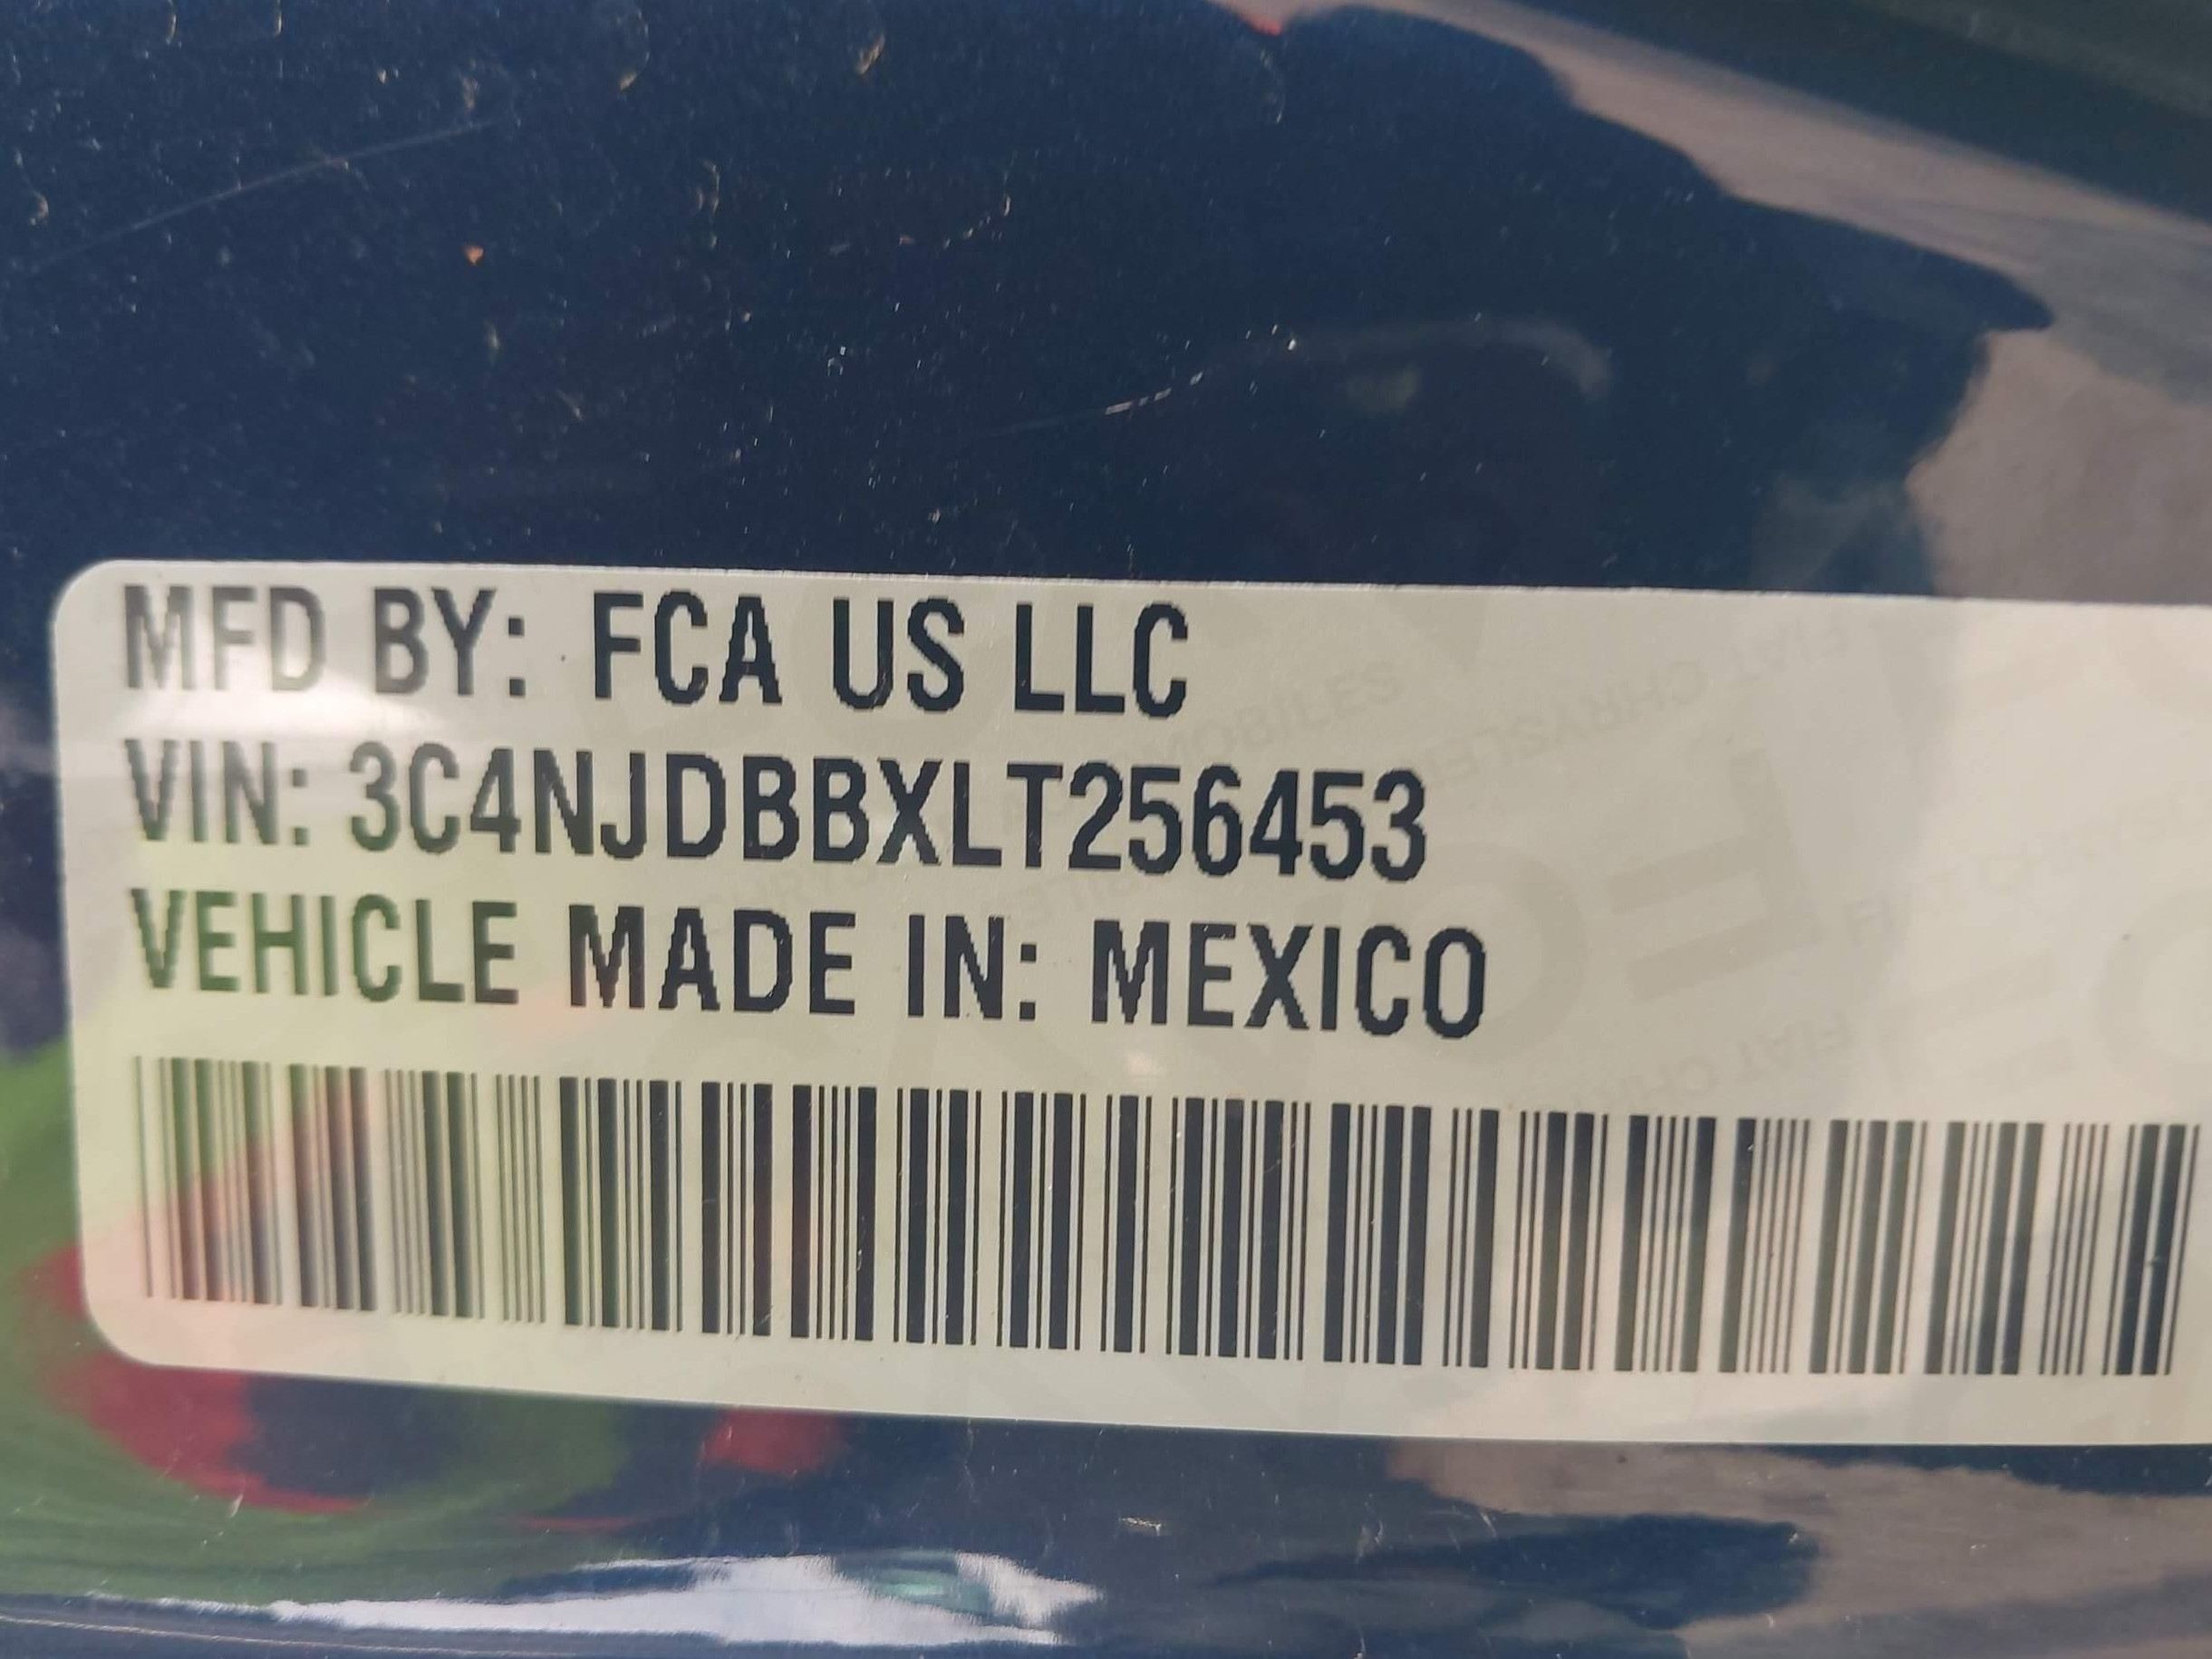 MFD BY: FCA US LLC
VIN: 3C4NJDBBXLT256453
VEHICLE MADE IN: MEXICO